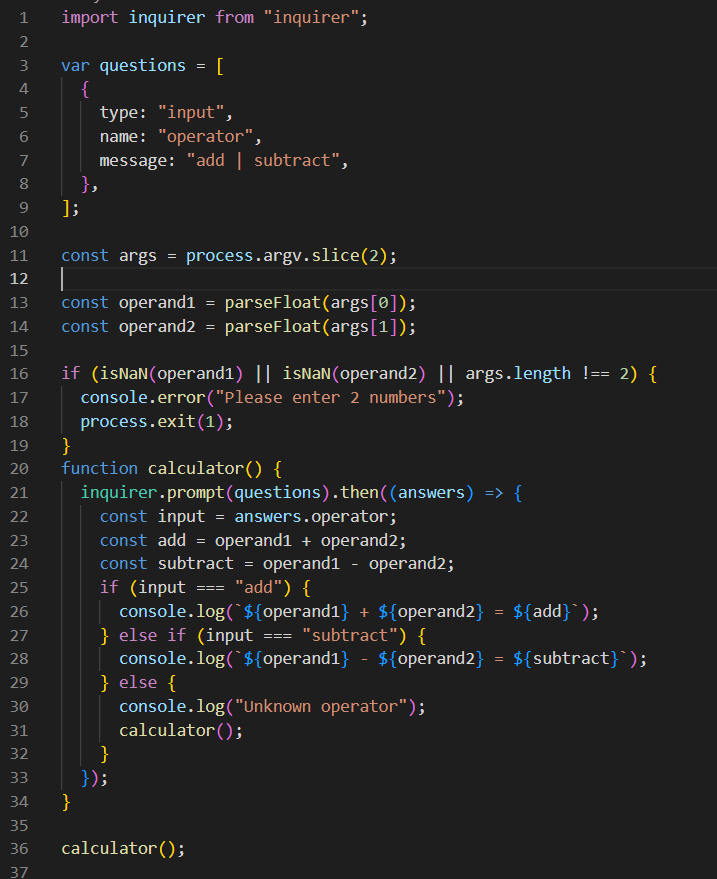 1 import inquirer from "inquirer";
2
3 var questions = [
4   {
5     type: "input",
6     name: "operator",
7     message: "add | subtract",
8   },
9 ];
10
11 const args = process.argv.slice(2);
12
13 const operand1 = parseFloat(args[0]);
14 const operand2 = parseFloat(args[1]);
15
16 if (isNaN(operand1) || isNaN(operand2) || args.length !== 2) {
17   console.error("Please enter 2 numbers");
18   process.exit(1);
19 }
20 function calculator() {
21   inquirer.prompt(questions).then((answers) => {
22     const input = answers.operator;
23     const add = operand1 + operand2;
24     const subtract = operand1 - operand2;
25     if (input === "add") {
26       console.log(`${operand1} + ${operand2} = ${add}`);
27     } else if (input === "subtract") {
28       console.log(`${operand1} - ${operand2} = ${subtract}`);
29     } else {
30       console.log("Unknown operator");
31       calculator();
32     }
33   });
34 }
35
36 calculator();
37